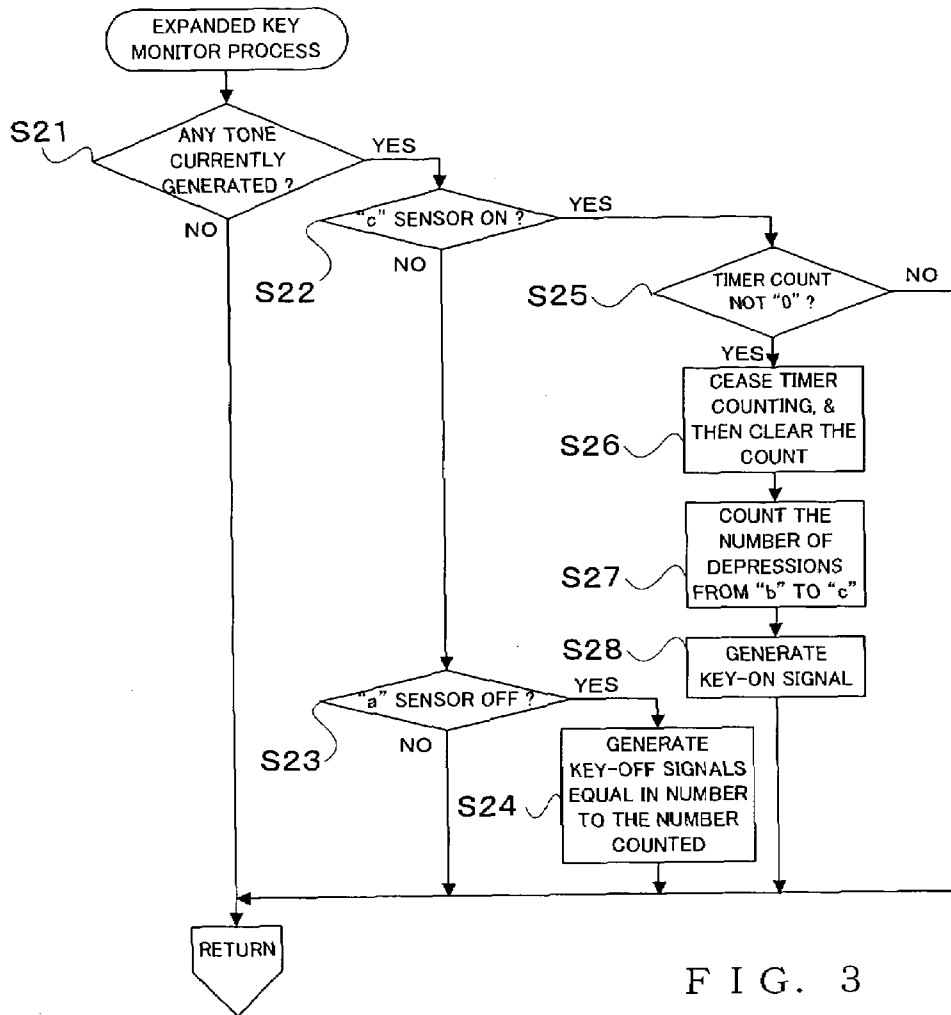 EXPANDED KEY
MONITOR PROCESS
S21
ANY TONE
CURRENTLY
GENERATED ?
YES
NO
S22
"c" SENSOR ON ?
YES
NO
S25
TIMER COUNT
NOT "0" ?
NO
YES
S26
CEASE TIMER
COUNTING, &
THEN CLEAR THE
COUNT
S27
COUNT THE
NUMBER OF
DEPRESSIONS
FROM "b" TO "c"
S28
GENERATE
KEY-ON SIGNAL
S23
"a" SENSOR OFF ?
YES
NO
S24
GENERATE
KEY-OFF SIGNALS
EQUAL IN NUMBER
TO THE NUMBER
COUNTED
RETURN
FIG. 3